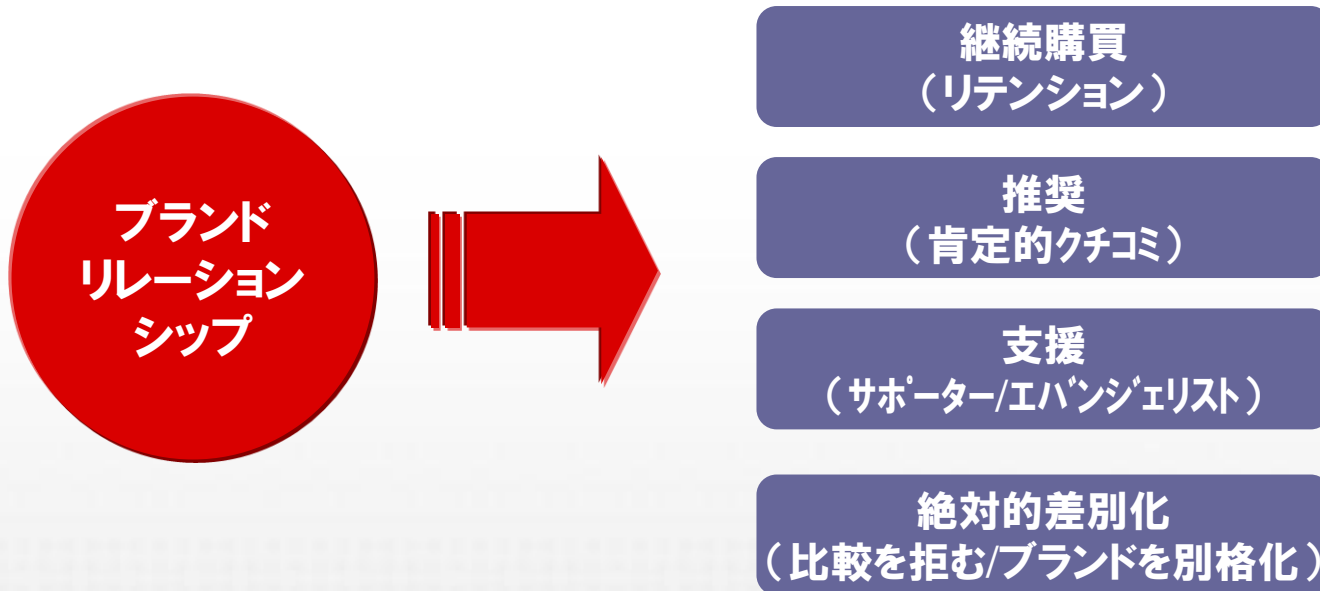 ブランド
リレーション
シップ
継続購買
（リテンション）
推奨
（肯定的クチコミ）
支援
（ｻﾎﾟｰター/エバンジェリスト）
絶対的差別化
（比較を拒む/ブランドを別格化）